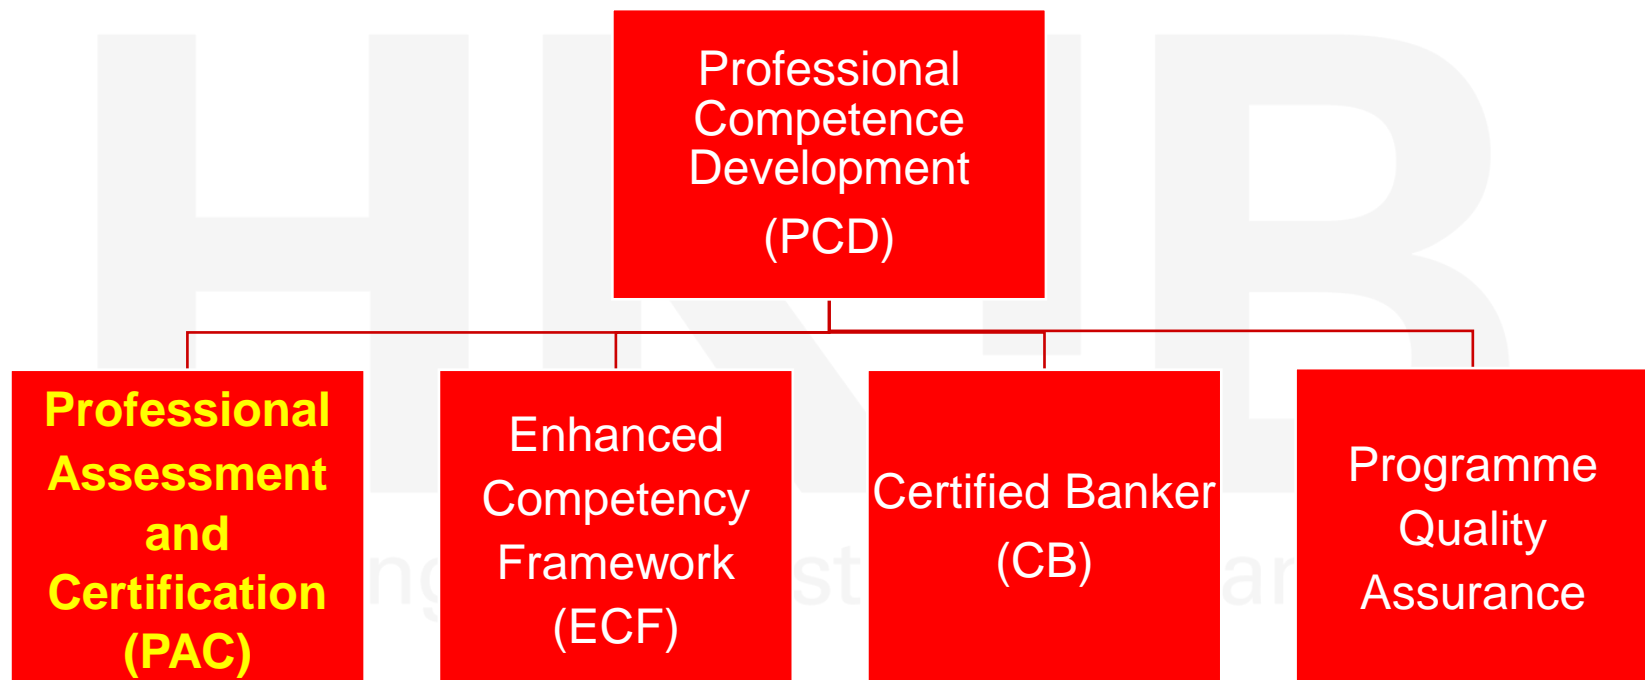 Professional
Competence
Development
(PCD)
Professional
Assessment
and
Certification
(PAC)
Enhanced
Competency
Framework
(ECF)
Certified Banker
(CB)
Programme
Quality
Assurance